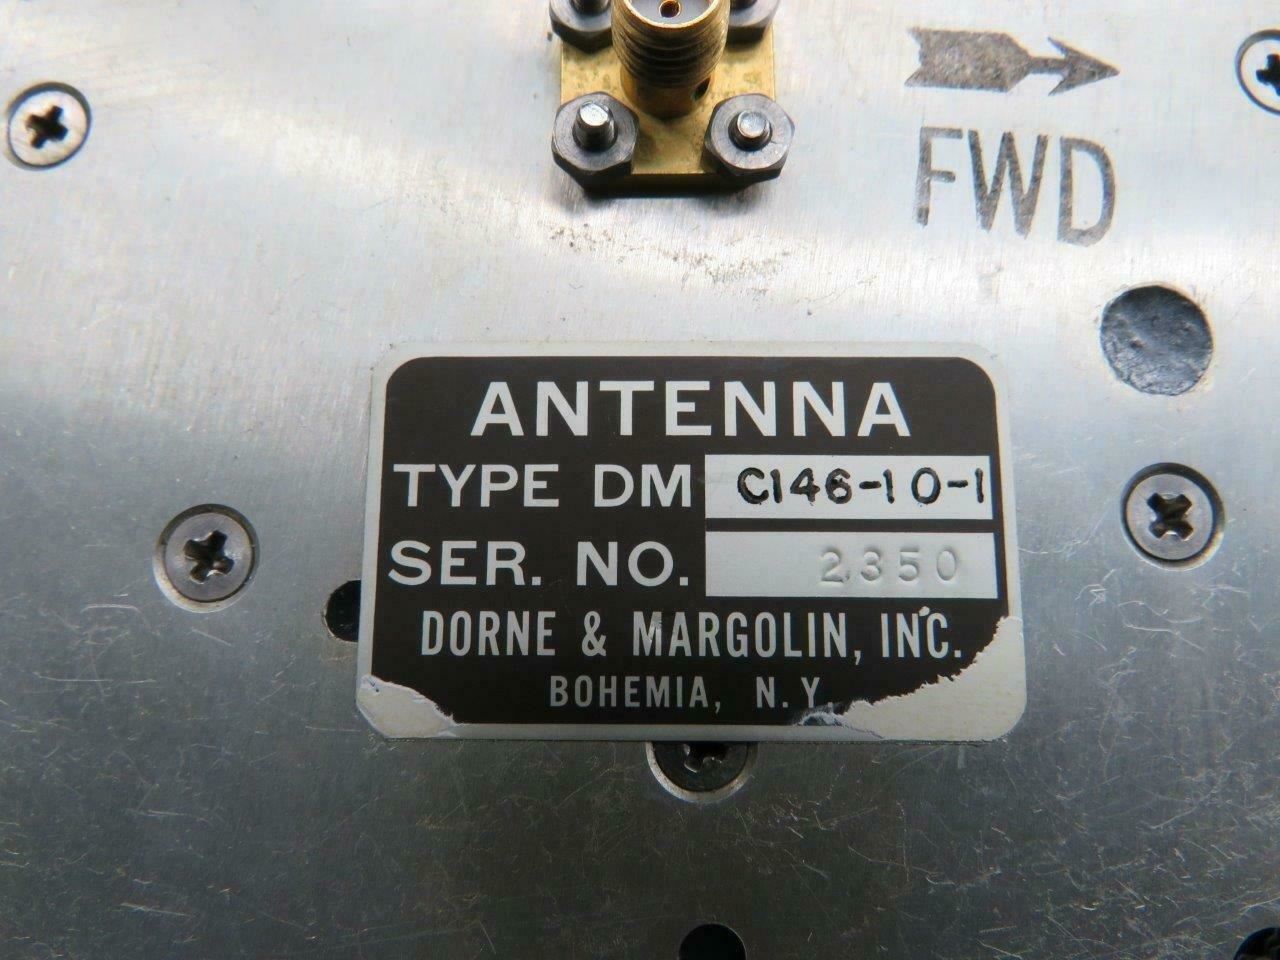 FWD
ANTENNA
TYPE DM C146-10-1
SER. NO. 2350
DORNE & MARGOLIN, INC.
BOHEMIA, N.Y.